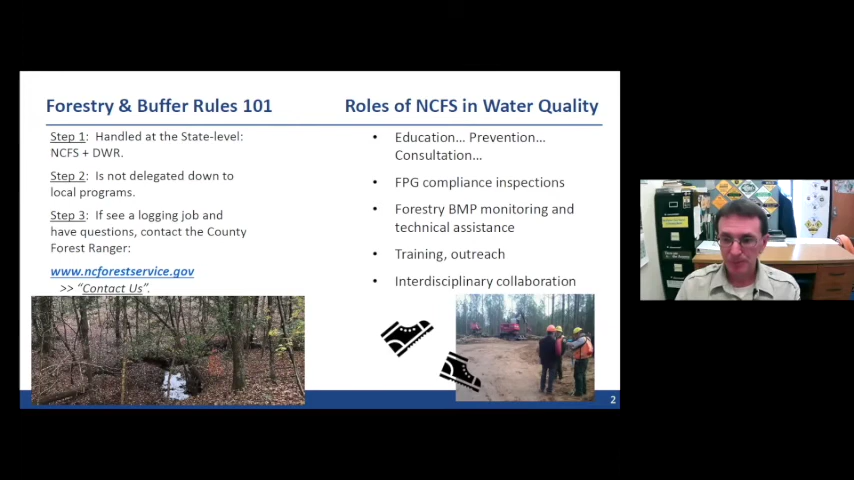 Forestry & Buffer Rules 101
Step 1: Handled at the State-level:
NCFS + DWR.
Step 2: Is not delegated down to
local programs.
Step 3: If see a logging job and
have questions, contact the County
Forest Ranger:
www.ncforestservice.gov
>> “Contact Us”.
Roles of NCFS in Water Quality
• Education… Prevention…
Consultation…
• FPG compliance inspections
• Forestry BMP monitoring and
technical assistance
• Training, outreach
• Interdisciplinary collaboration
2